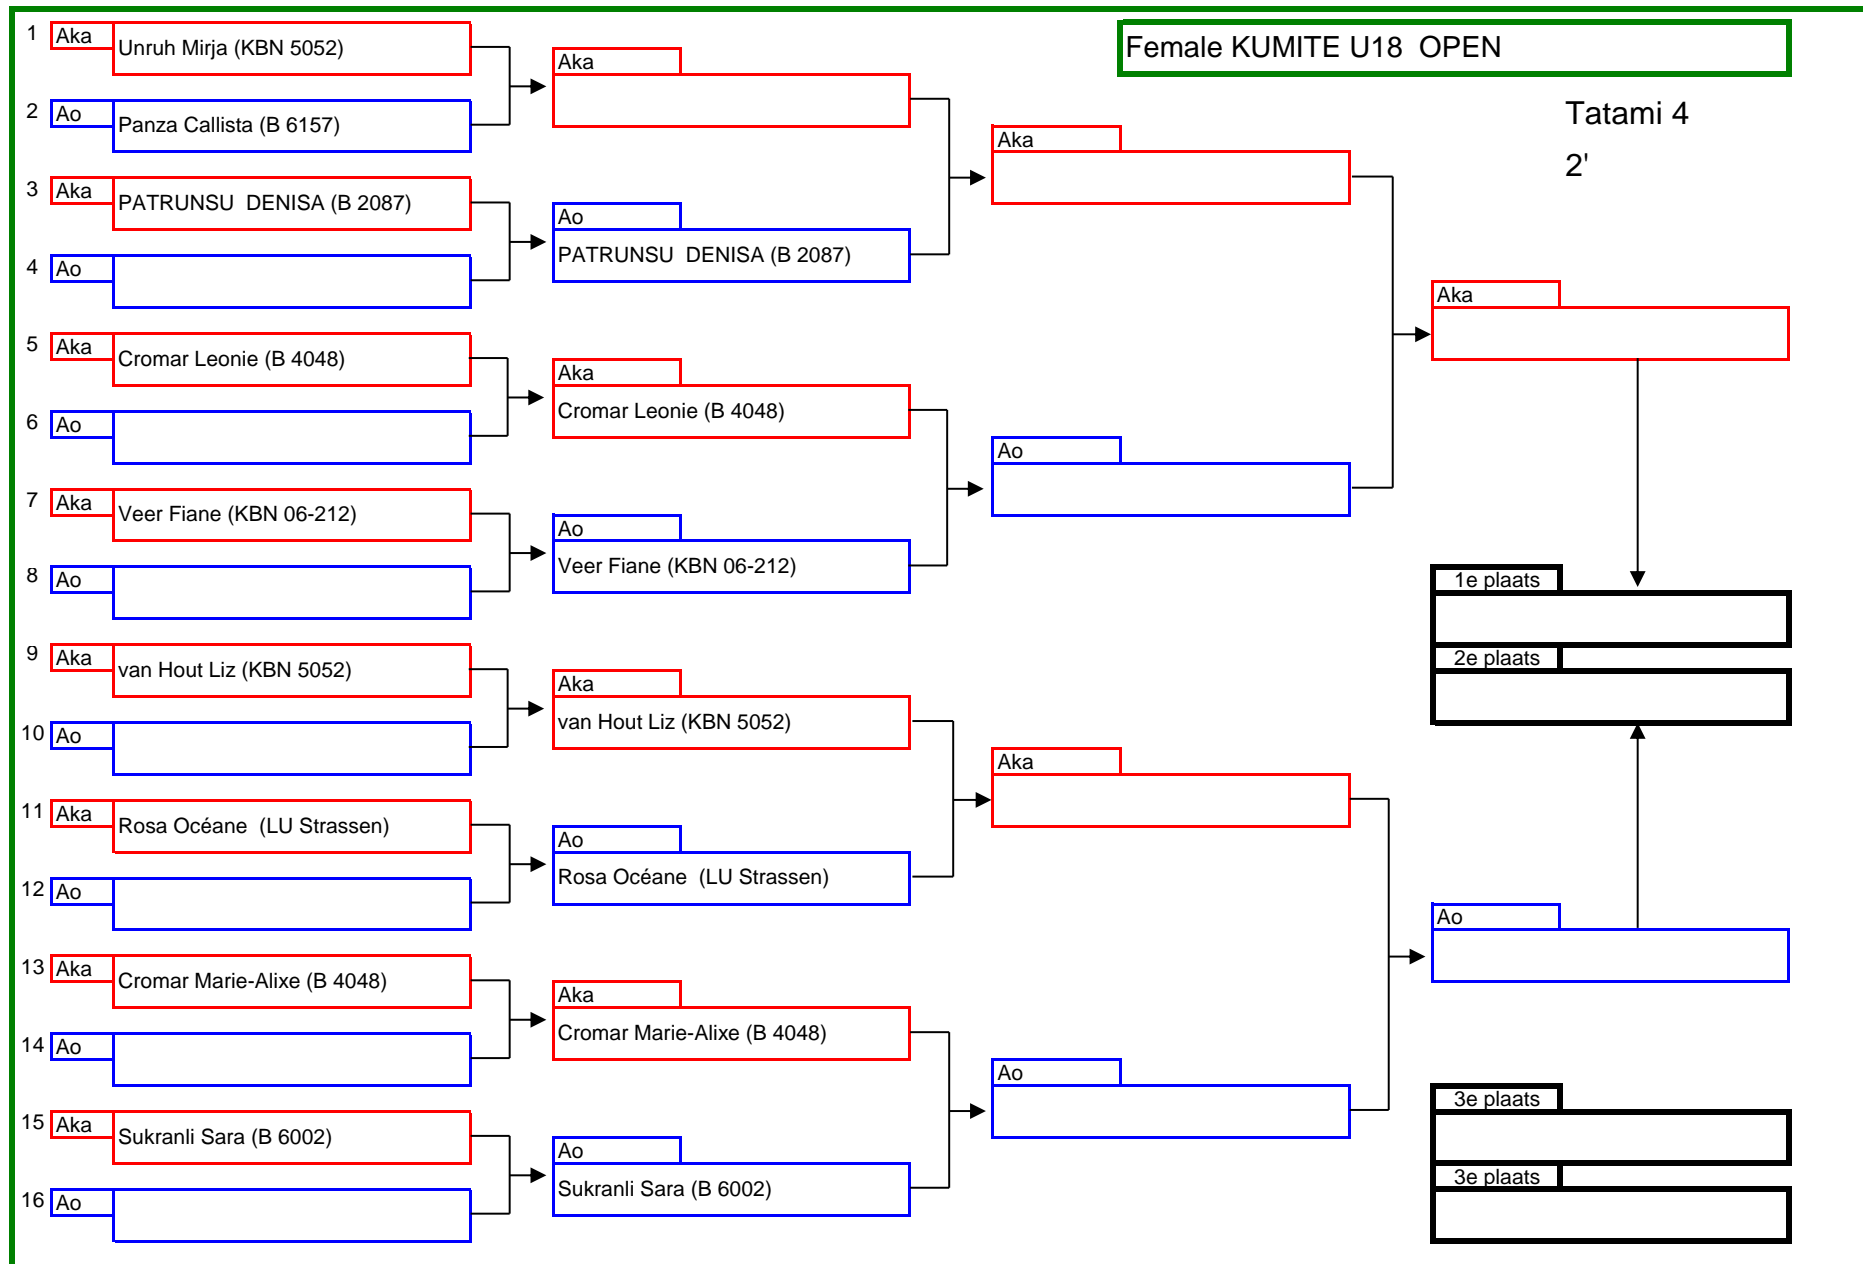 Female KUMITE U18  OPEN
Tatami 4
2'
1 Aka
Unruh Mirja (KBN 5052)
2 Ao
Panza Callista (B 6157)
3 Aka
PATRUNSU  DENISA (B 2087)
4 Ao
5 Aka
Cromar Leonie (B 4048)
6 Ao
7 Aka
Veer Fiane (KBN 06-212)
8 Ao
9 Aka
van Hout Liz (KBN 5052)
10 Ao
11 Aka
Rosa Océane  (LU Strassen)
12 Ao
13 Aka
Cromar Marie-Alixe (B 4048)
14 Ao
15 Aka
Sukranli Sara (B 6002)
16 Ao
Aka
Ao
PATRUNSU  DENISA (B 2087)
Aka
Cromar Leonie (B 4048)
Ao
Veer Fiane (KBN 06-212)
Aka
van Hout Liz (KBN 5052)
Ao
Rosa Océane  (LU Strassen)
Aka
Cromar Marie-Alixe (B 4048)
Ao
Sukranli Sara (B 6002)
Aka
Ao
Aka
Ao
Aka
1e plaats
2e plaats
Ao
3e plaats
3e plaats